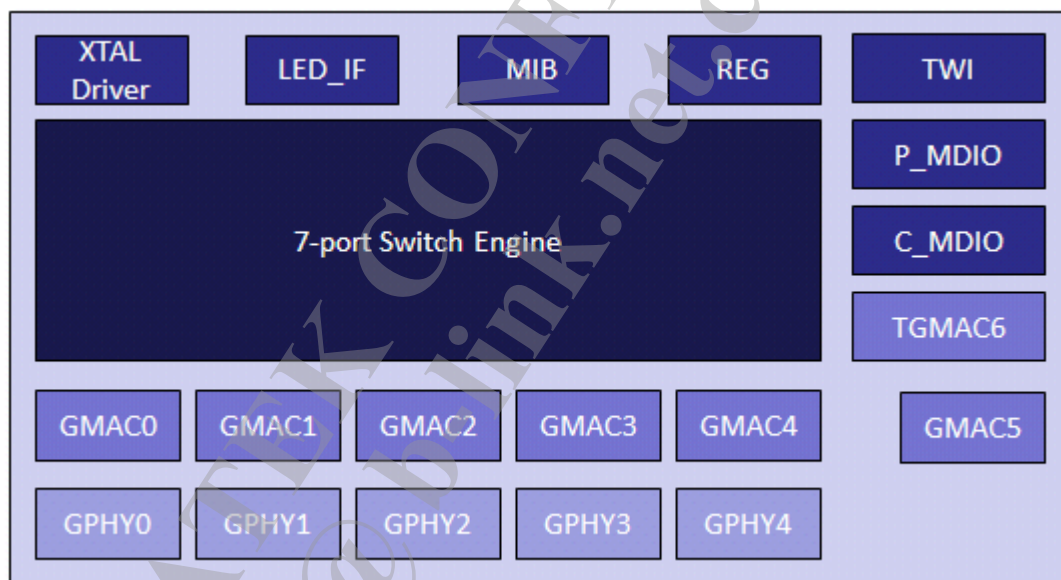 XTAL
Driver
LED_IF
MIB
REG
TWI
P_MDIO
7-port Switch Engine
C_MDIO
TGMAC6
GMAC0
GMAC1
GMAC2
GMAC3
GMAC4
GMAC5
GPHY0
GPHY1
GPHY2
GPHY3
GPHY4